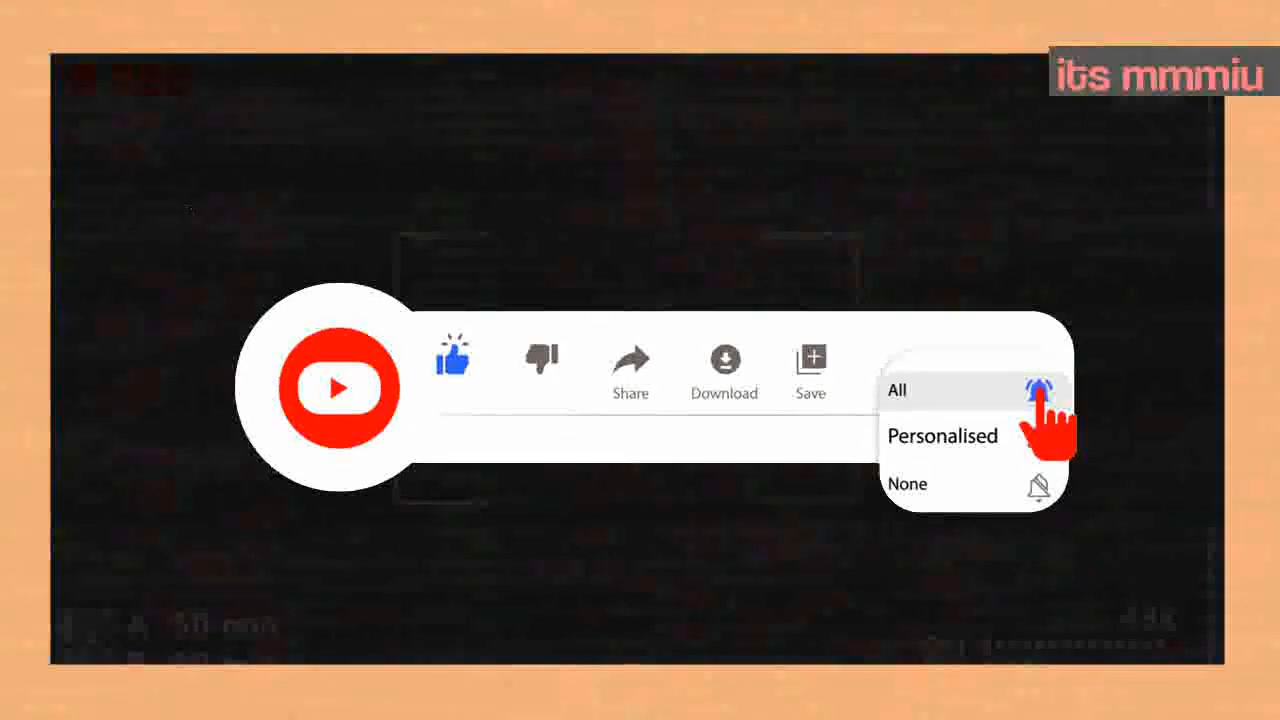 its mmmiu
Share
Download
Save
All
Personalised
None